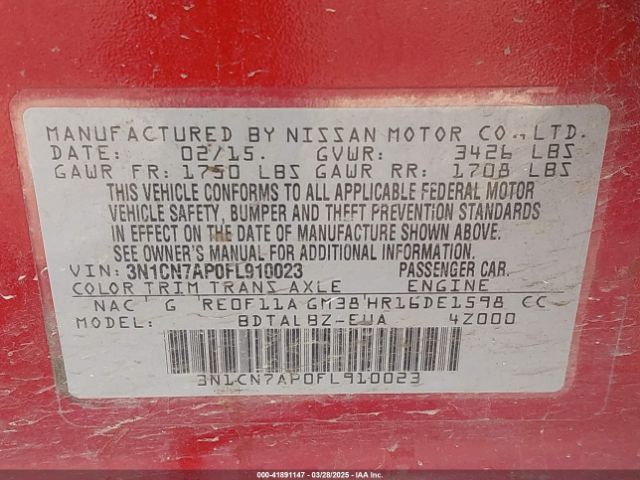 MANUFACTURED BY NISSAN MOTOR CO., LTD.
DATE: 02/15. GVWR: 3426 LBS
GAWR FR: 1750 LBS GAWR RR: 1708 LBS
THIS VEHICLE CONFORMS TO ALL APPLICABLE FEDERAL MOTOR
VEHICLE SAFETY, BUMPER AND THEFT PREVENTION STANDARDS
IN EFFECT ON THE DATE OF MANUFACTURE SHOWN ABOVE.
SEE OWNER'S MANUAL FOR ADDITIONAL INFORMATION.
VIN: 3N1CN7AP0FL910023 PASSENGER CAR.
COLOR TRIM TRANS AXLE ENGINE
NAC G RE0F11A GM38 HR16DE1598 CC
MODEL BDTALBZ-EUA 4Z000
3N1CN7AP0FL910023
000-41891147 | 03/28/2025 - IAA Inc.